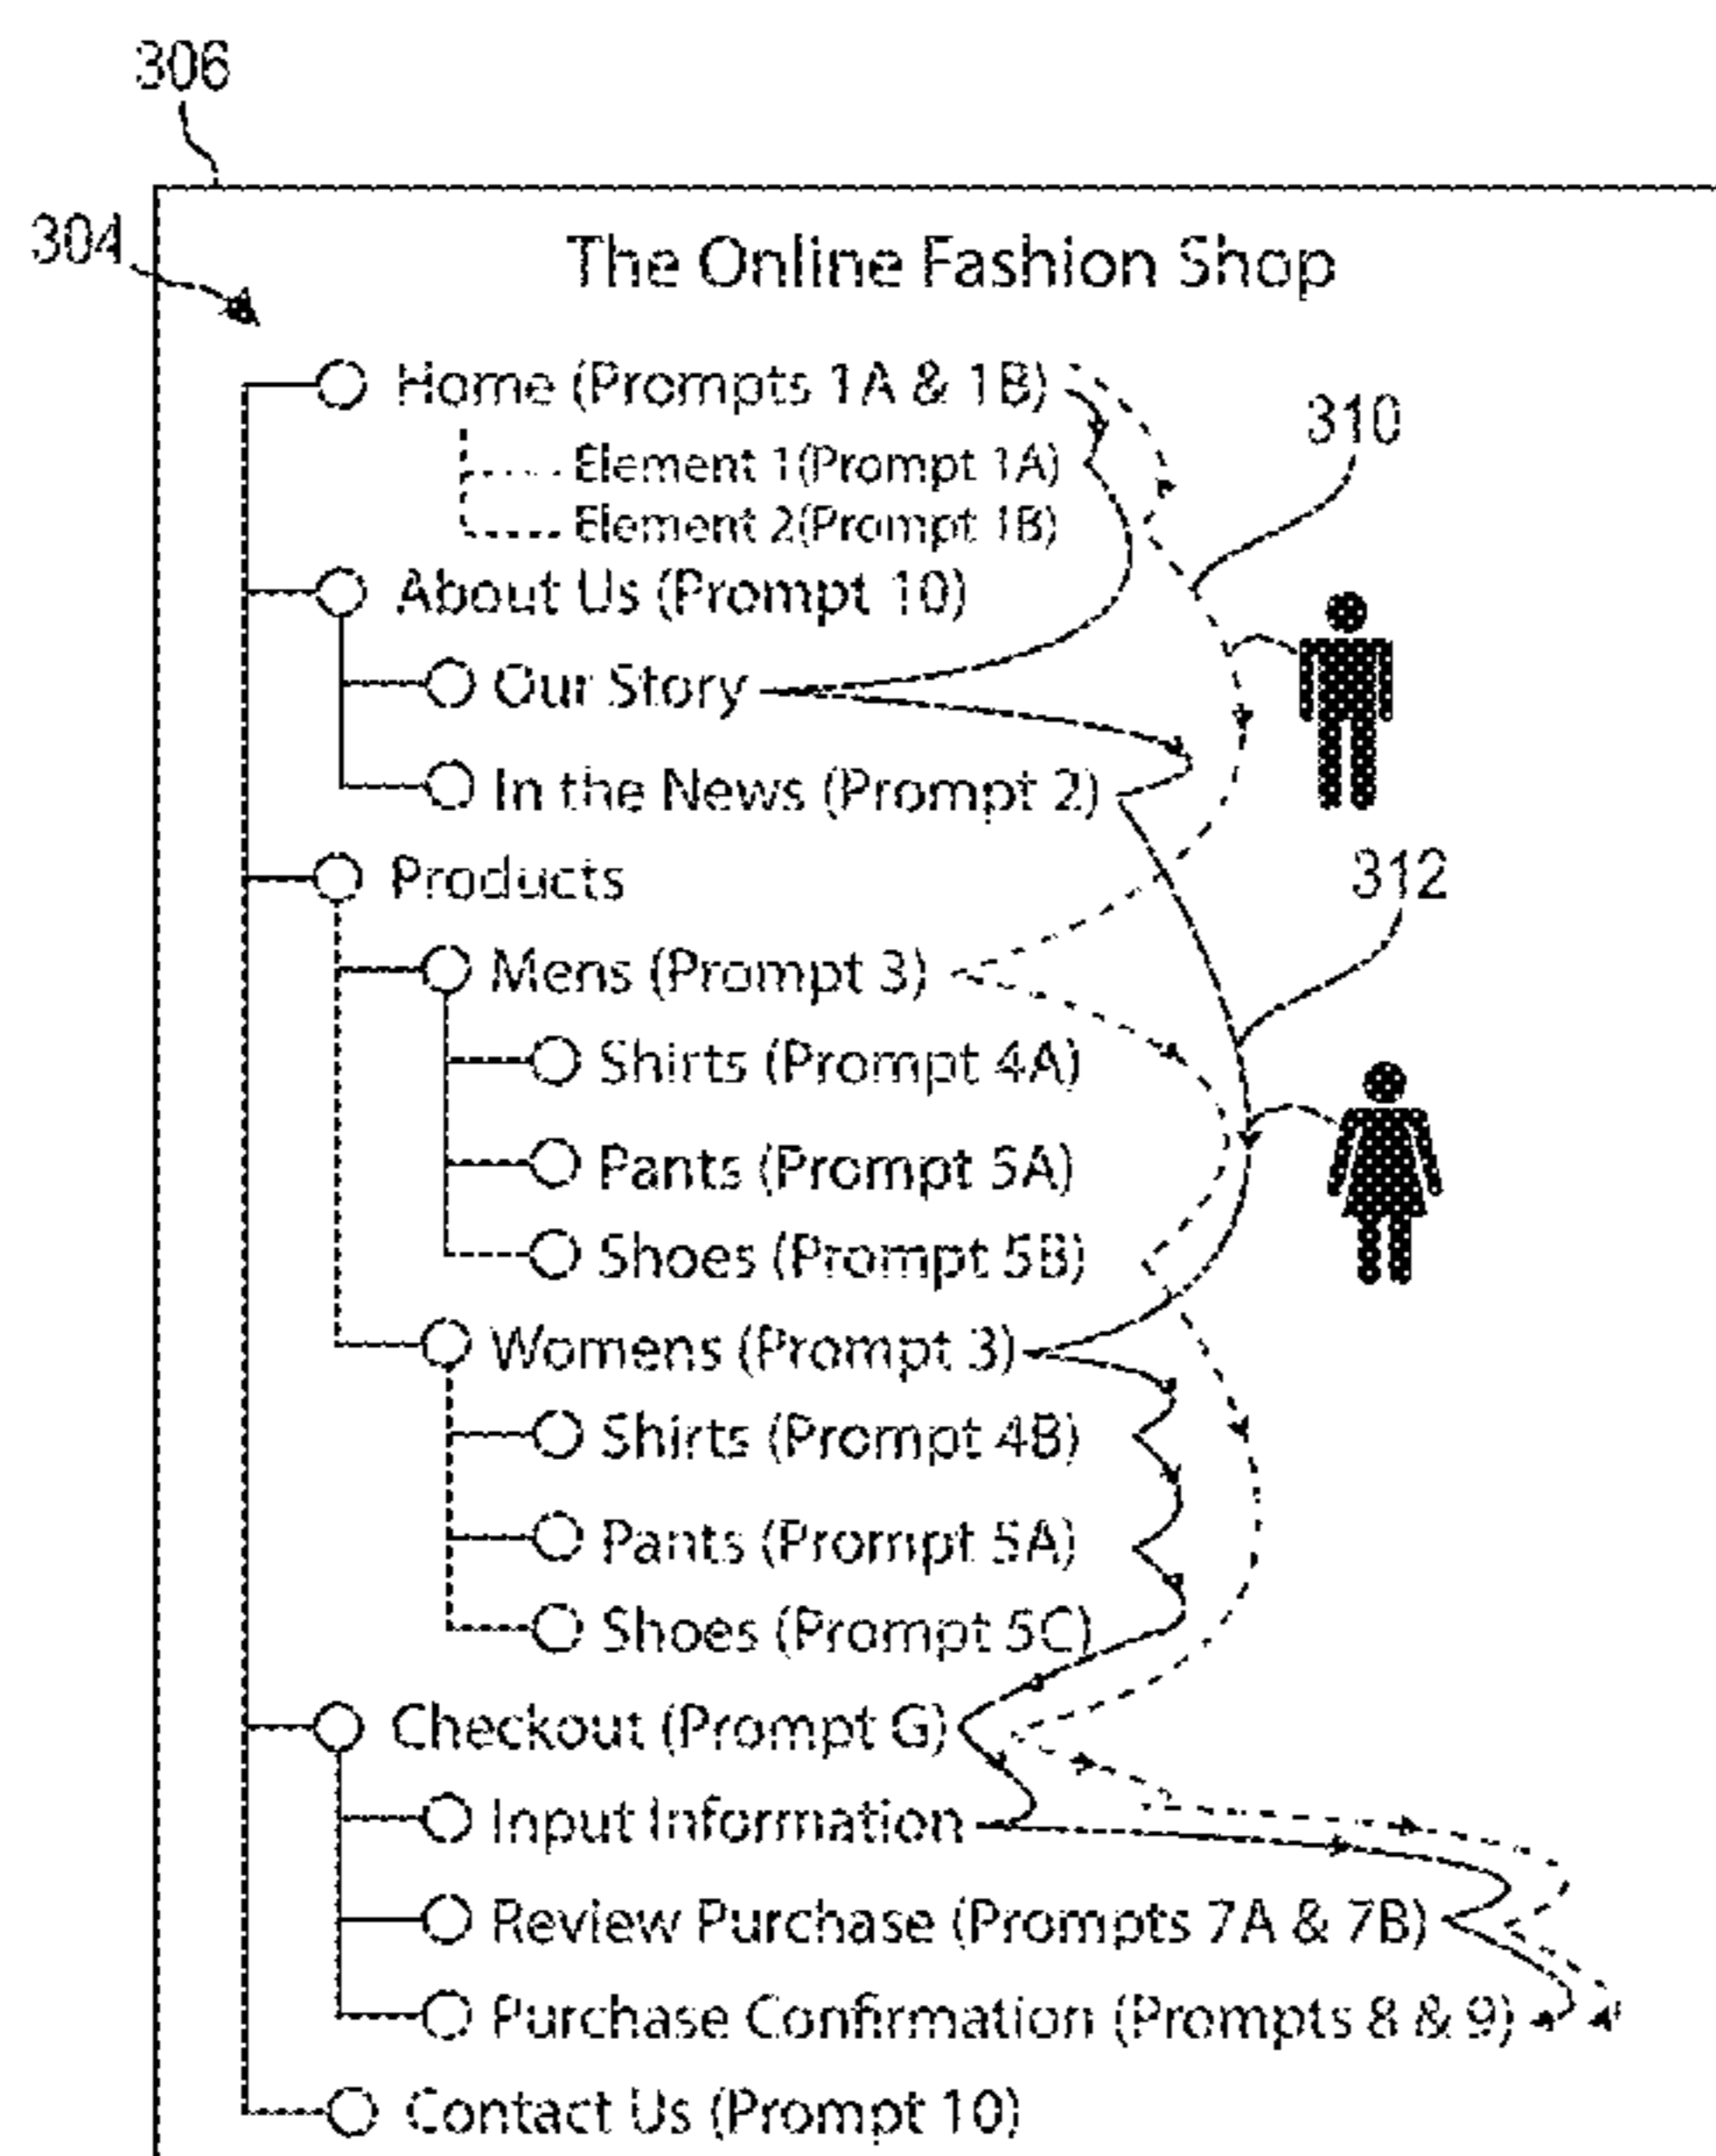 306
304
The Online Fashion Shop
Home (Prompts 1A & 1B)
310
Element 1(Prompt 1A)
Element 2(Prompt 1B)
About Us (Prompt 10)
Our Story
In the News (Prompt 2)
Products
312
Mens (Prompt 3)
Shirts (Prompt 4A)
Pants (Prompt 5A)
Shoes (Prompt 5B)
Womens (Prompt 3)
Shirts (Prompt 4B)
Pants (Prompt 5A)
Shoes (Prompt 5C)
Checkout (Prompt G)
Input Information
Review Purchase (Prompts 7A & 7B)
Purchase Confirmation (Prompts 8 & 9)
Contact Us (Prompt 10)